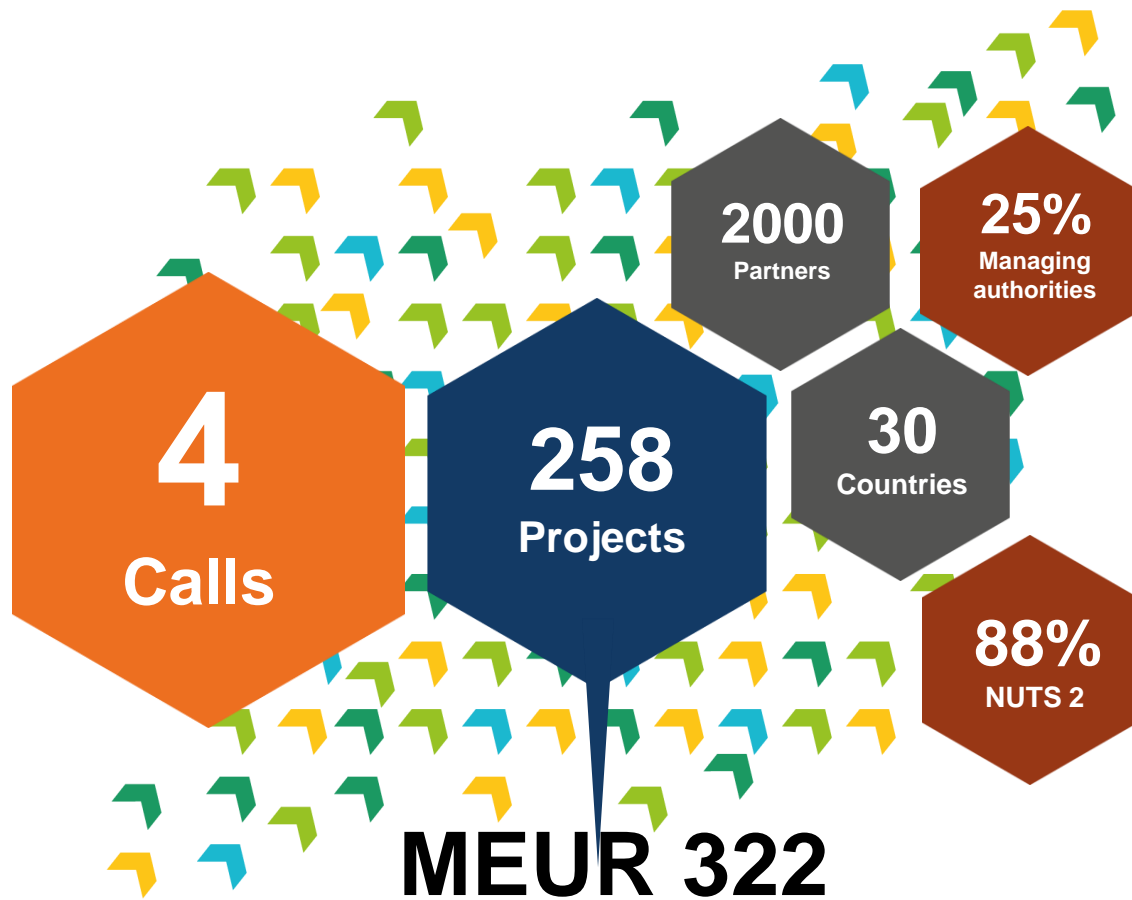 4
Calls
258
Projects
2000
Partners
25%
Managing
authorities
30
Countries
88%
NUTS 2
MEUR 322